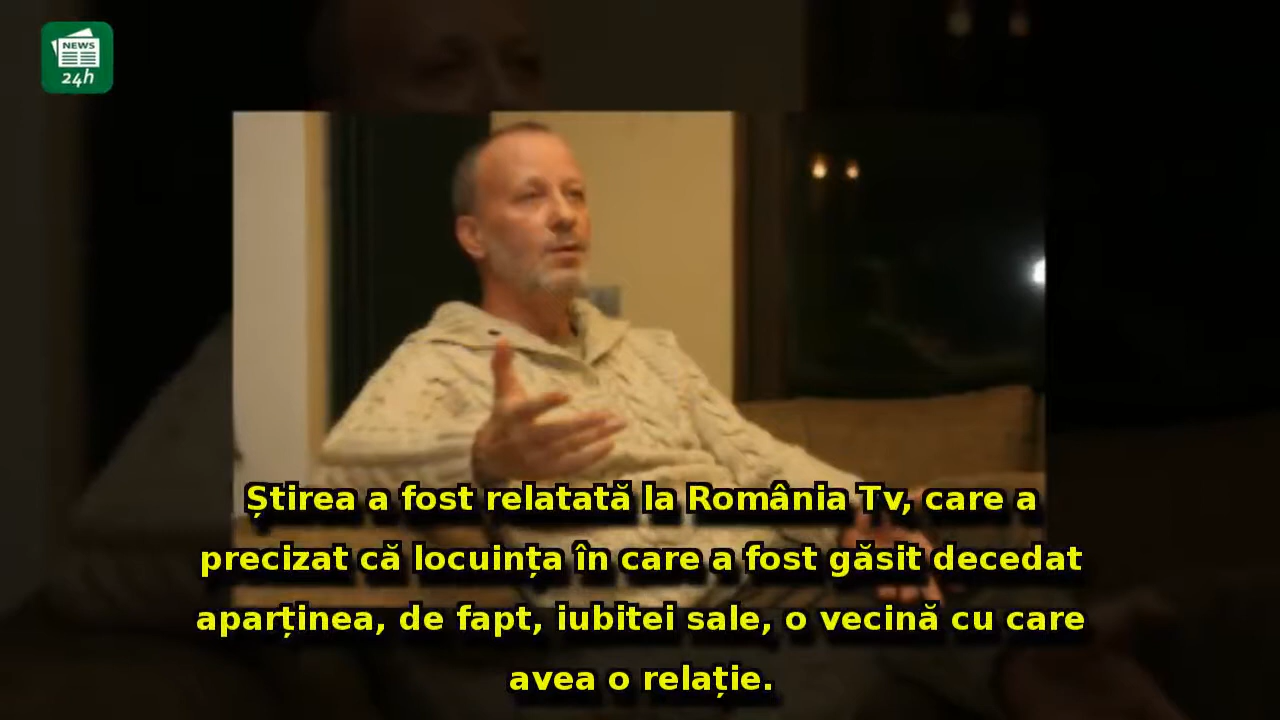 NEWS
24h
Știrea a fost relatată la România Tv, care a
precizat că locuința în care a fost găsit decedat
aparținea, de fapt, iubitei sale, o vecină cu care
avea o relație.